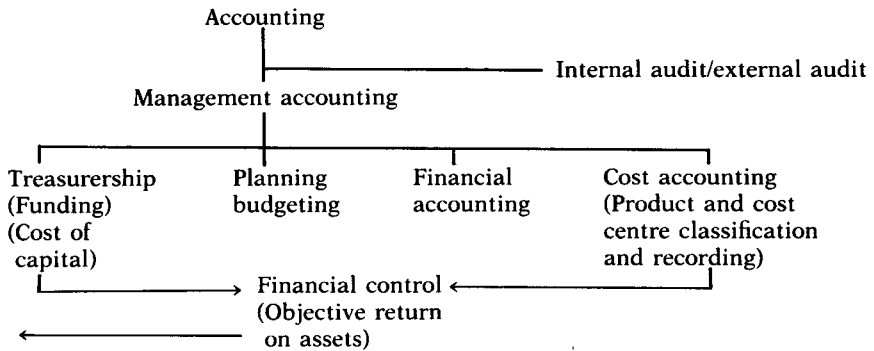 Accounting
Internal audit/external audit
Management accounting
Treasurership
(Funding)
(Cost of
capital)
Planning
budgeting
Financial
accounting
Cost accounting
(Product and cost
centre classification
and recording)
Financial control
(Objective return
on assets)